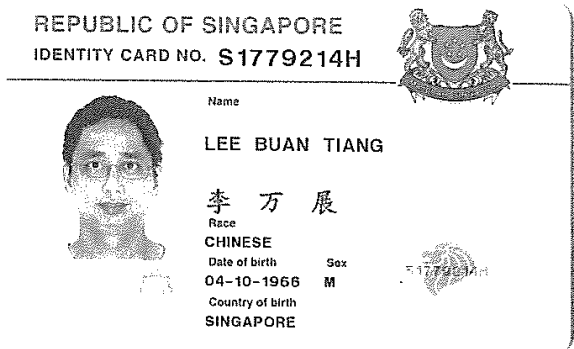 REPUBLIC OF SINGAPORE
IDENTITY CARD NO. S1779214H
Name
LEE BUAN TIANG
李 万 展
Race
CHINESE
Date of birth Sex
04-10-1966 M
S1779214H
Country of birth
SINGAPORE